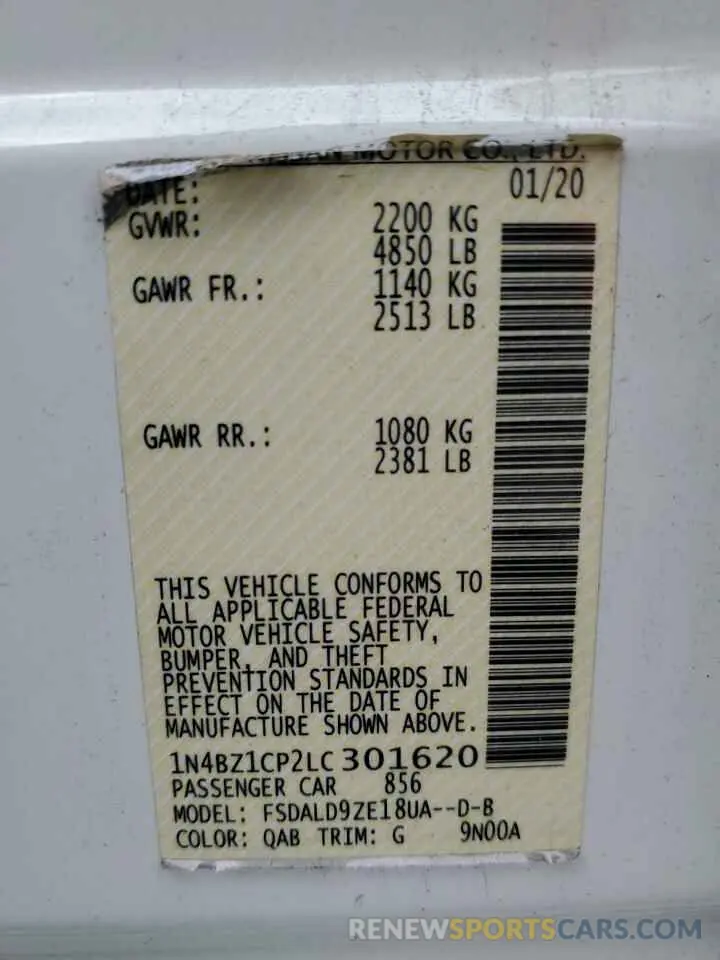 MOTOR CO., LTD.
DATE: 01/20
GVWR: 2200 KG
4850 LB
GAWR FR.: 1140 KG
2513 LB
GAWR RR.: 1080 KG
2381 LB
THIS VEHICLE CONFORMS TO
ALL APPLICABLE FEDERAL
MOTOR VEHICLE SAFETY,
BUMPER, AND THEFT
PREVENTION STANDARDS IN
EFFECT ON THE DATE OF
MANUFACTURE SHOWN ABOVE.
1N4BZ1CP2LC301620
PASSENGER CAR 856
MODEL: FSDALD9ZE18UA--D-B
COLOR: QAB TRIM: G 9N00A
RENEWSPORTSCARS.COM